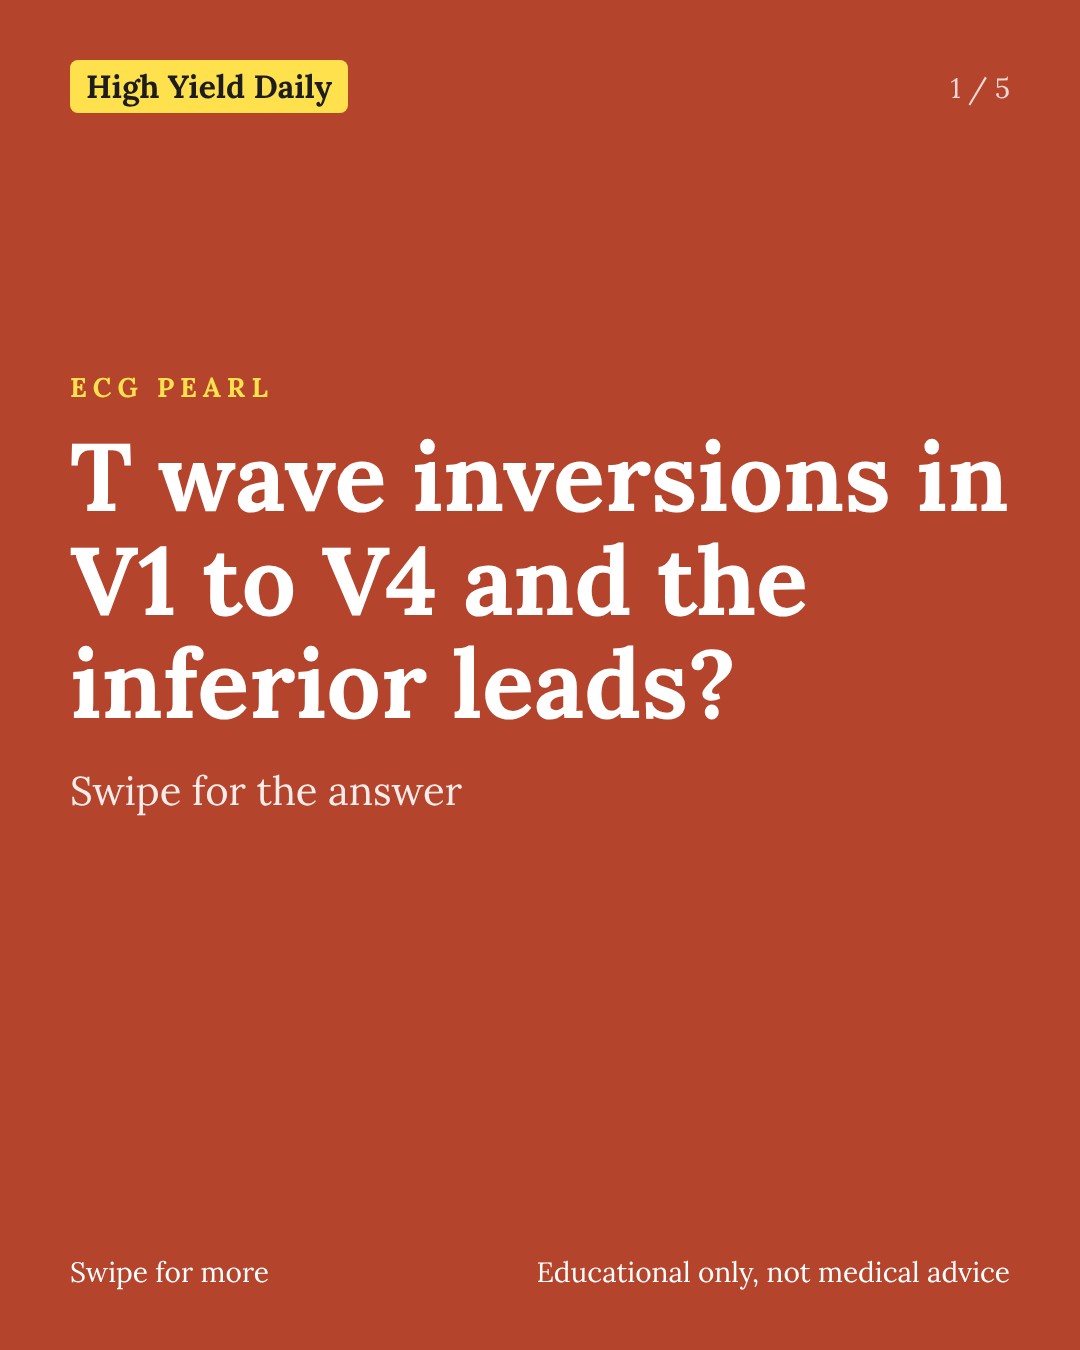 High Yield Daily
1 / 5
ECG PEARL
T wave inversions in
V1 to V4 and the
inferior leads?
Swipe for the answer
Swipe for more
Educational only, not medical advice